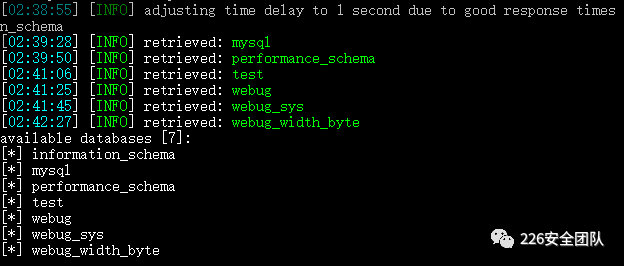 [02:38:55] [INFO] adjusting time delay to 1 second due to good response times
n_schema
[02:39:28] [INFO] retrieved: mysql
[02:39:50] [INFO] retrieved: performance_schema
[02:41:06] [INFO] retrieved: test
[02:41:25] [INFO] retrieved: webug
[02:41:45] [INFO] retrieved: webug_sys
[02:42:27] [INFO] retrieved: webug_width_byte
available databases [7]:
[*] information_schema
[*] mysql
[*] performance_schema
[*] test
[*] webug
[*] webug_sys
[*] webug_width_byte
226安全团队